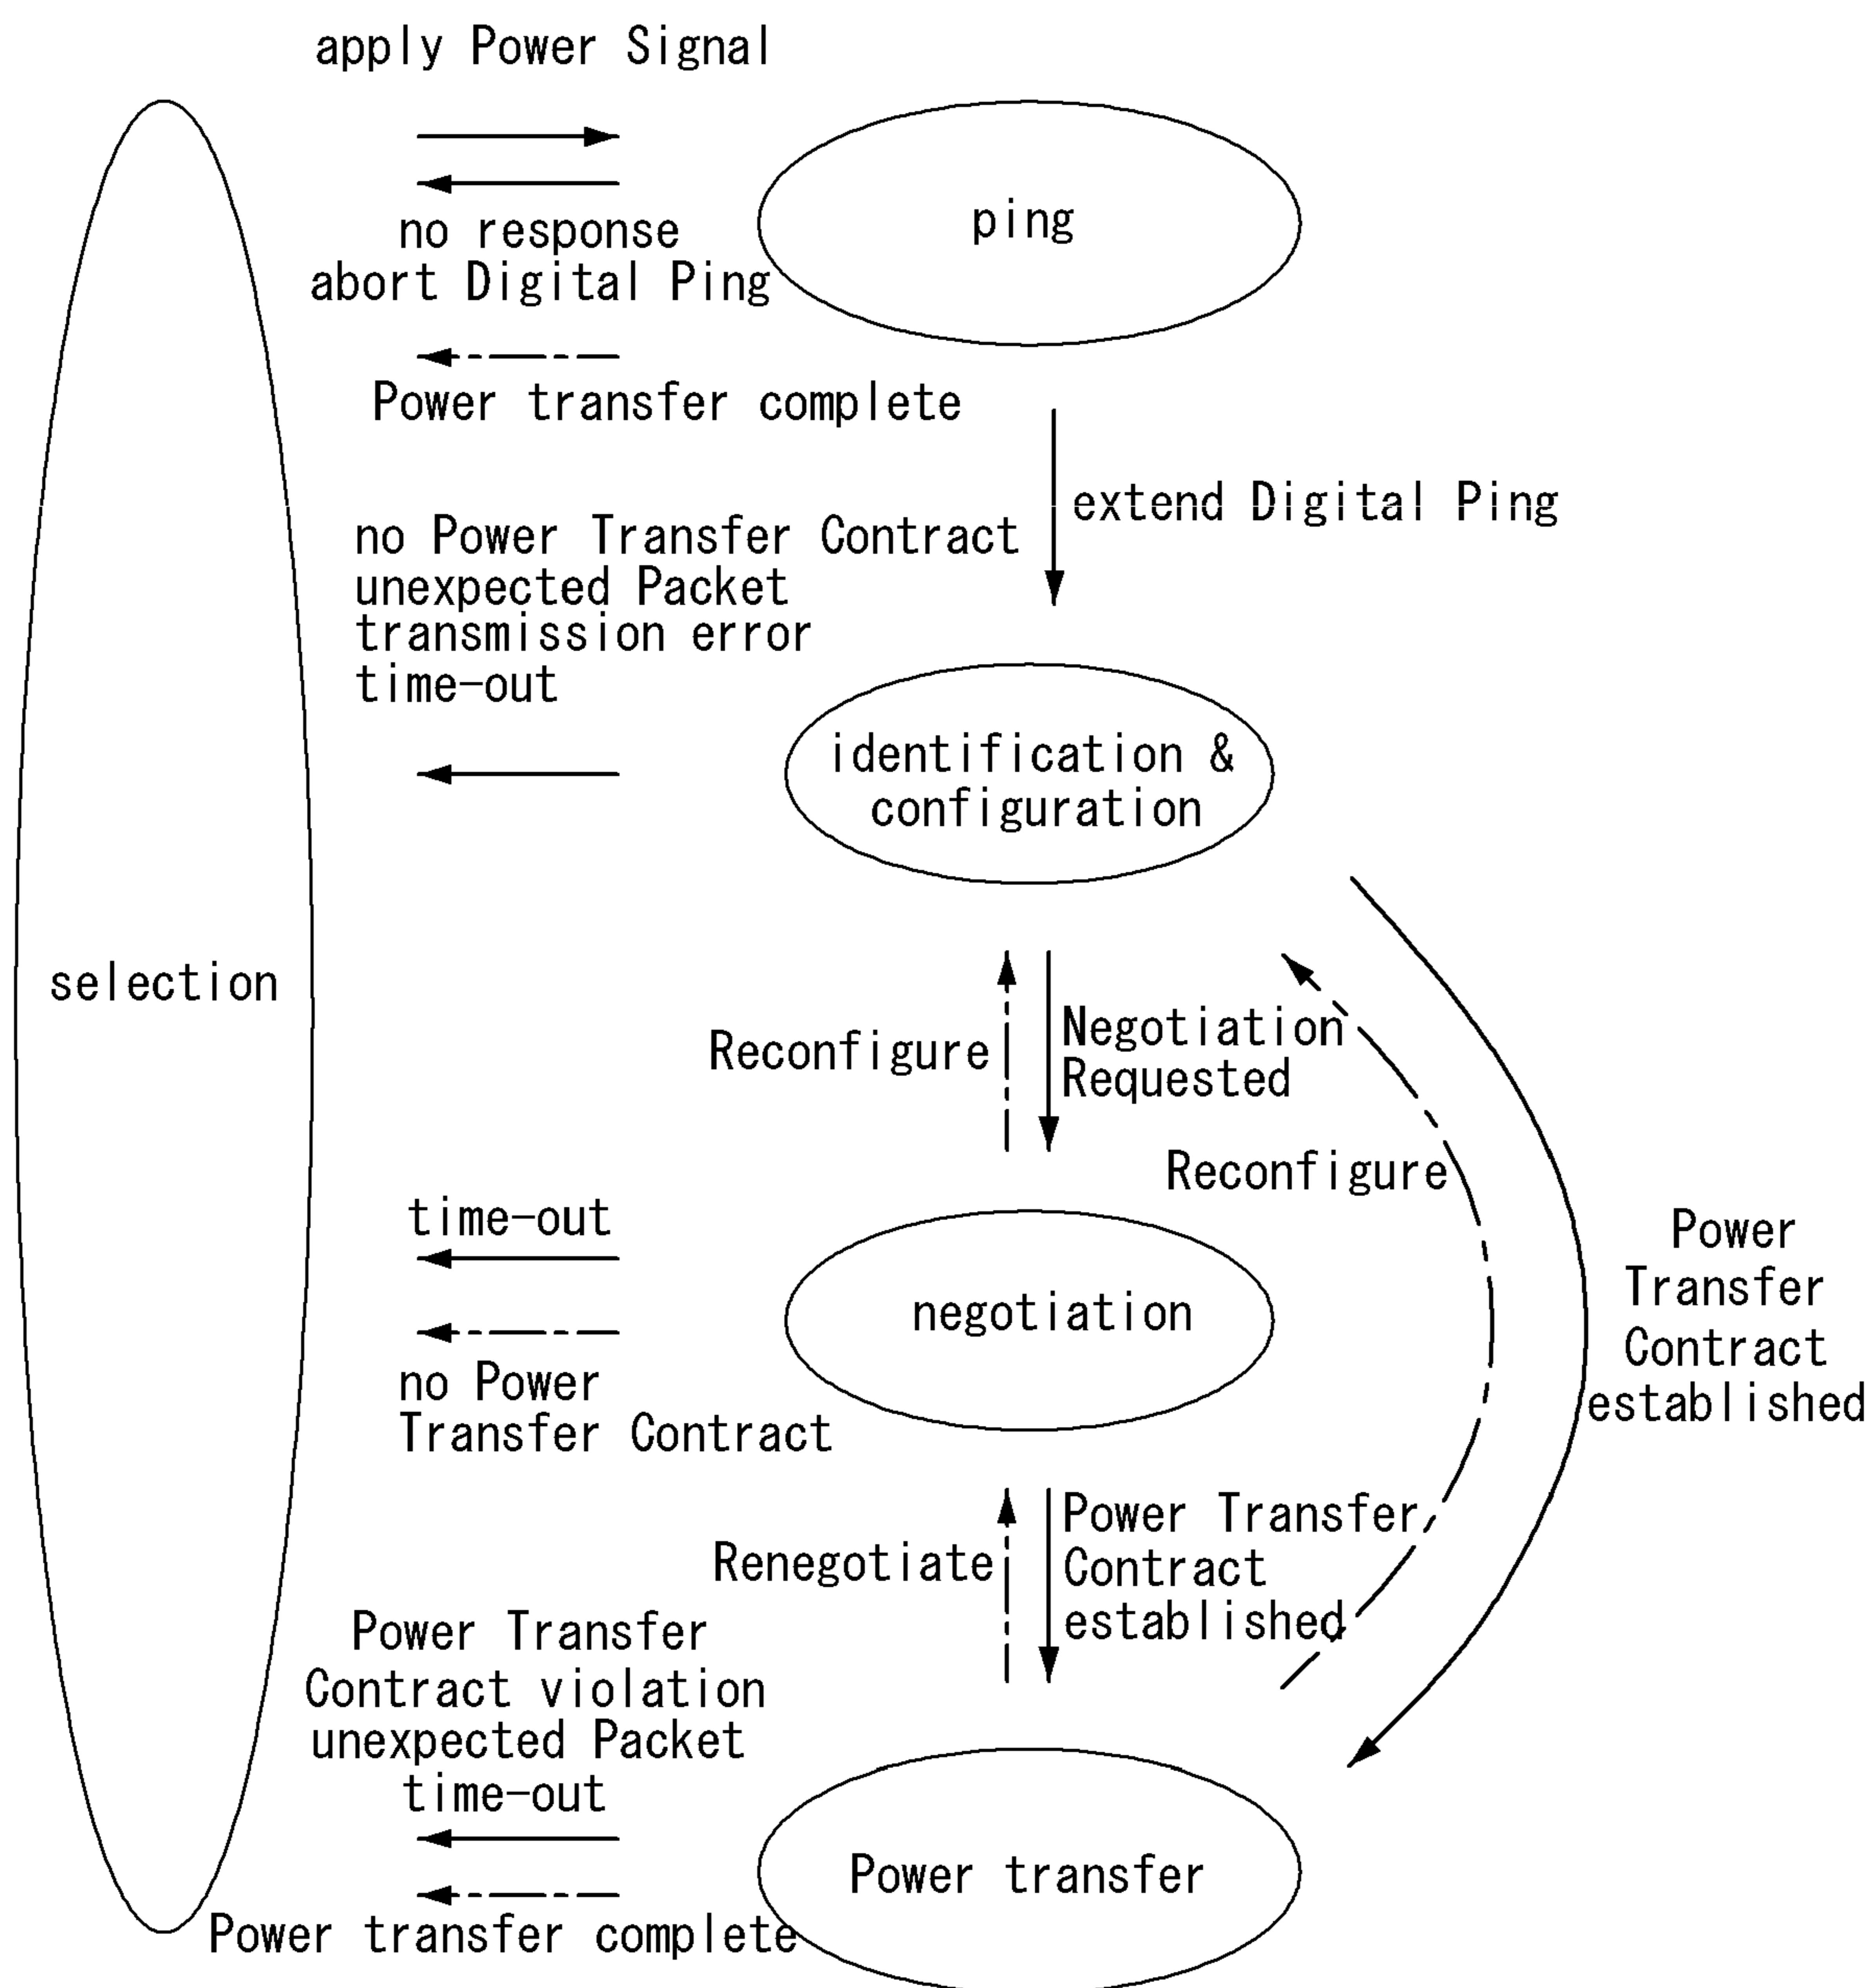 apply Power Signal
ping
no response
abort Digital Ping
Power transfer complete
extend Digital Ping
no Power Transfer Contract
unexpected Packet
transmission error
time-out
identification &
configuration
selection
Reconfigure
Negotiation
Requested
Reconfigure
time-out
negotiation
no Power
Transfer Contract
Power
Transfer
Contract
established
Renegotiate
Power Transfer
Contract
established
Power Transfer
Contract violation
unexpected Packet
time-out
Power transfer
Power transfer complete